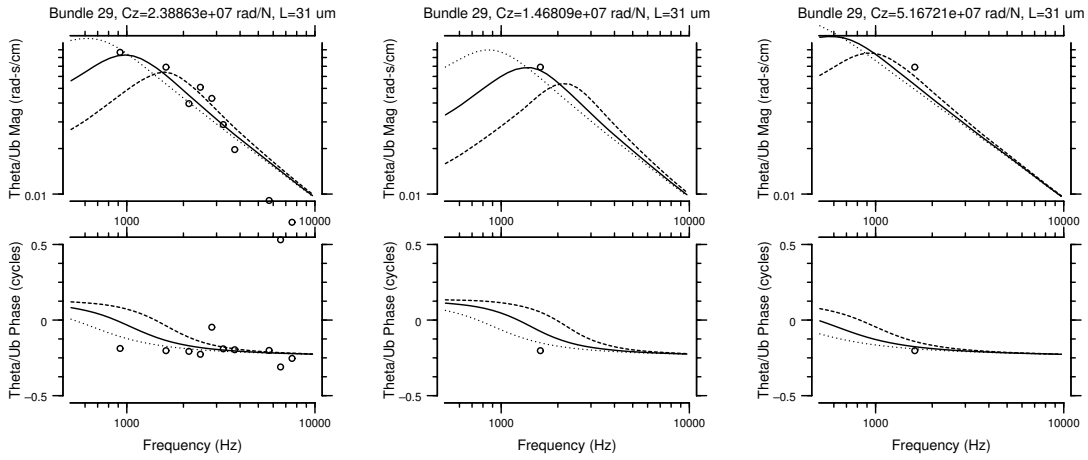 Bundle 29, Cz=2.38863e+07 rad/N, L=31 um
Theta/Ub Mag (rad-s/cm)
0.01
1000
10000
Theta/Ub Phase (cycles)
0.5
0
−0.5
1000
10000
Frequency (Hz)
Bundle 29, Cz=1.46809e+07 rad/N, L=31 um
Theta/Ub Mag (rad-s/cm)
0.01
1000
10000
Theta/Ub Phase (cycles)
0.5
0
−0.5
1000
10000
Frequency (Hz)
Bundle 29, Cz=5.16721e+07 rad/N, L=31 um
Theta/Ub Mag (rad-s/cm)
0.01
1000
10000
Theta/Ub Phase (cycles)
0.5
0
−0.5
1000
10000
Frequency (Hz)